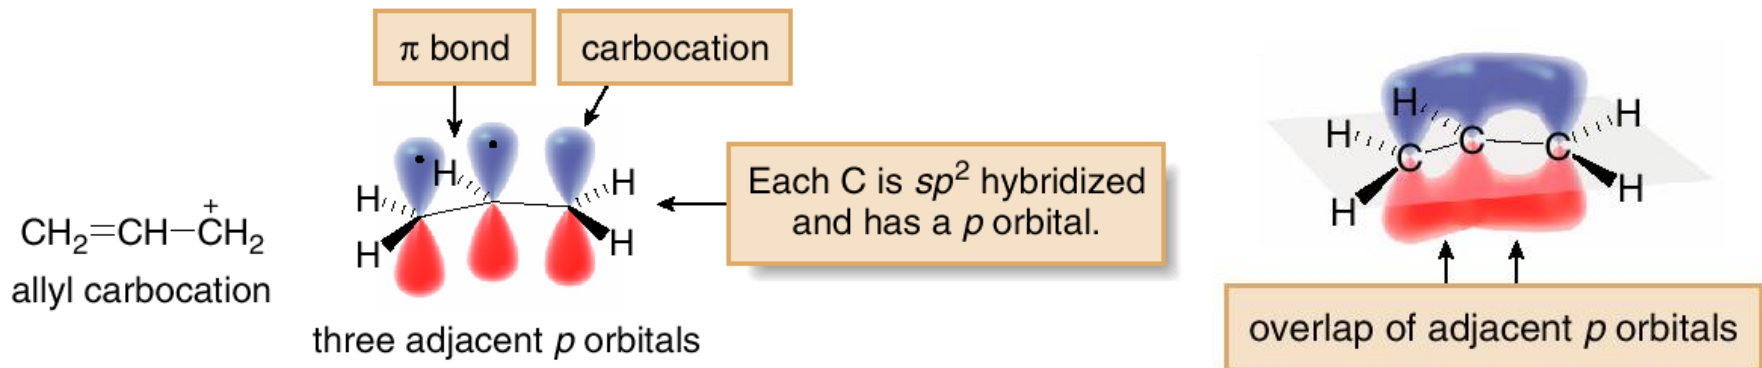 π bond
carbocation
CH₂=CH–C⁺H₂
allyl carbocation
H
H
H
H
H
three adjacent p orbitals
Each C is sp² hybridized
and has a p orbital.
H
H
H
H
H
C
C
C
overlap of adjacent p orbitals